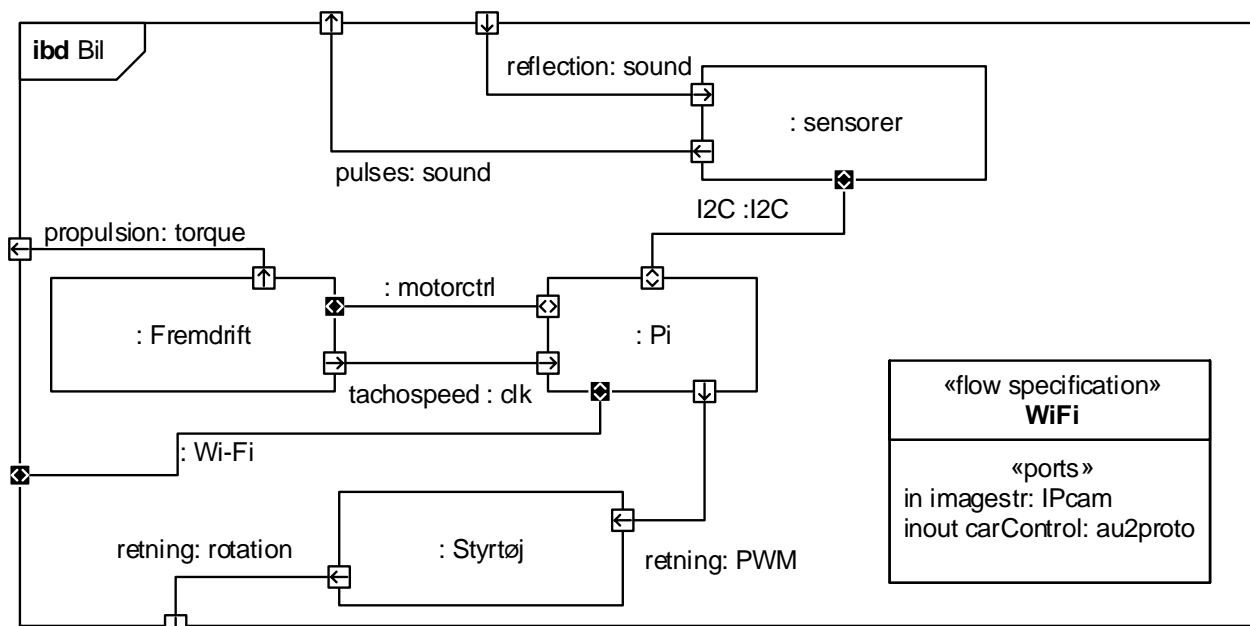 ibd Bil
reflection: sound
: sensorer
pulses: sound
I2C :I2C
propulsion: torque
: motorctrl
: Fremdrift
: Pi
tachospeed : clk
: Wi-Fi
«flow specification»
WiFi
«ports»
in imagestr: IPcam
inout carControl: au2proto
retning: rotation
: Styrtøj
retning: PWM